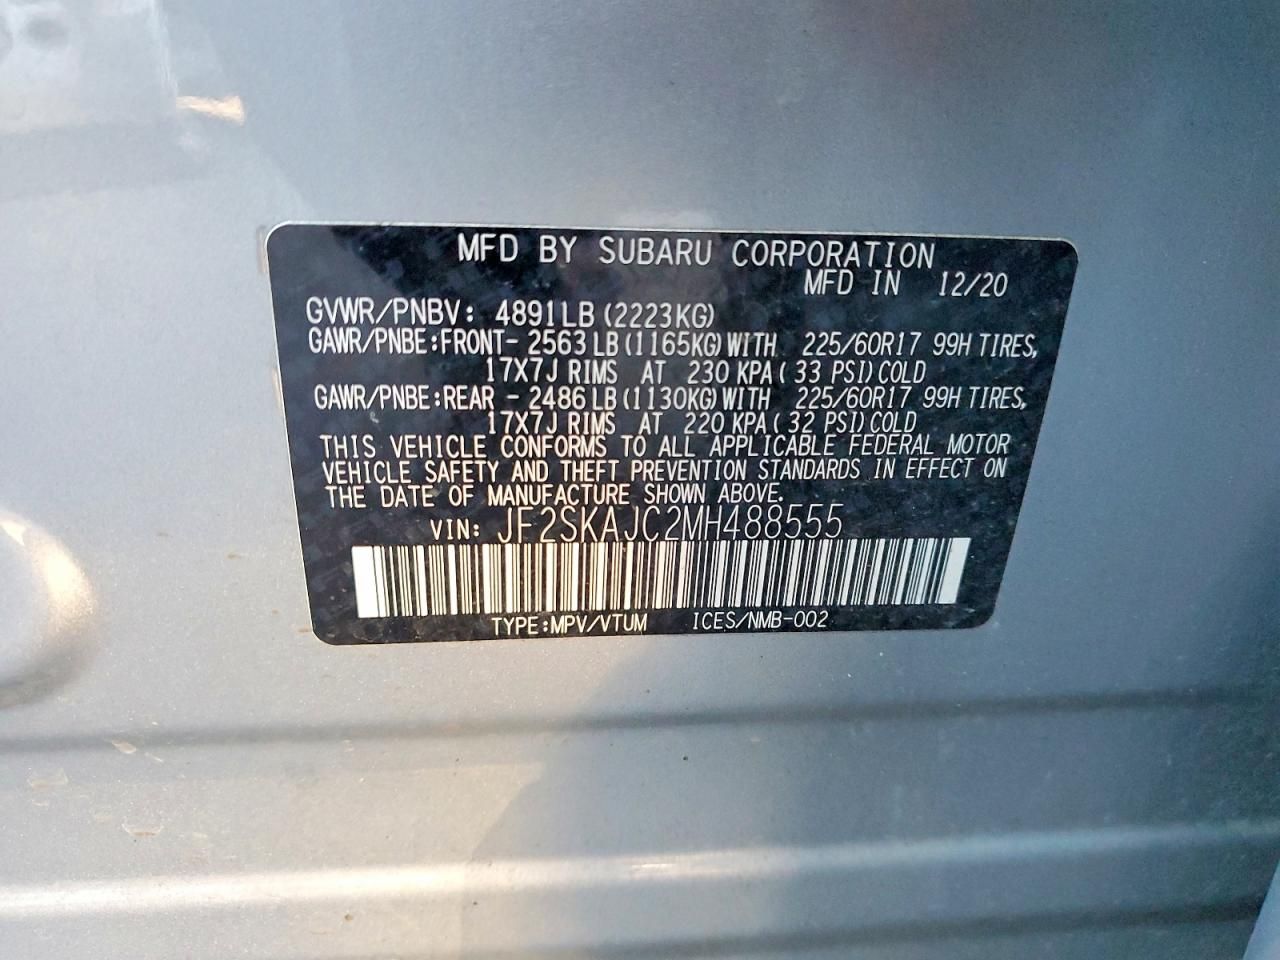 MFD BY SUBARU CORPORATION
MFD IN 12/20
GVWR/PNBV: 4891LB (2223KG)
GAWR/PNBE:FRONT- 2563 LB (1165KG) WITH 225/60R17 99H TIRES,
17X7J RIMS AT 230 KPA ( 33 PSI) COLD
GAWR/PNBE:REAR - 2486 LB (1130KG) WITH 225/60R17 99H TIRES,
17X7J RIMS AT 220 KPA ( 32 PSI) COLD
THIS VEHICLE CONFORMS TO ALL APPLICABLE FEDERAL MOTOR
VEHICLE SAFETY AND THEFT PREVENTION STANDARDS IN EFFECT ON
THE DATE OF MANUFACTURE SHOWN ABOVE.
VIN: JF2SKAJC2MH488555
TYPE:MPV/VTUM ICES/NMB-002